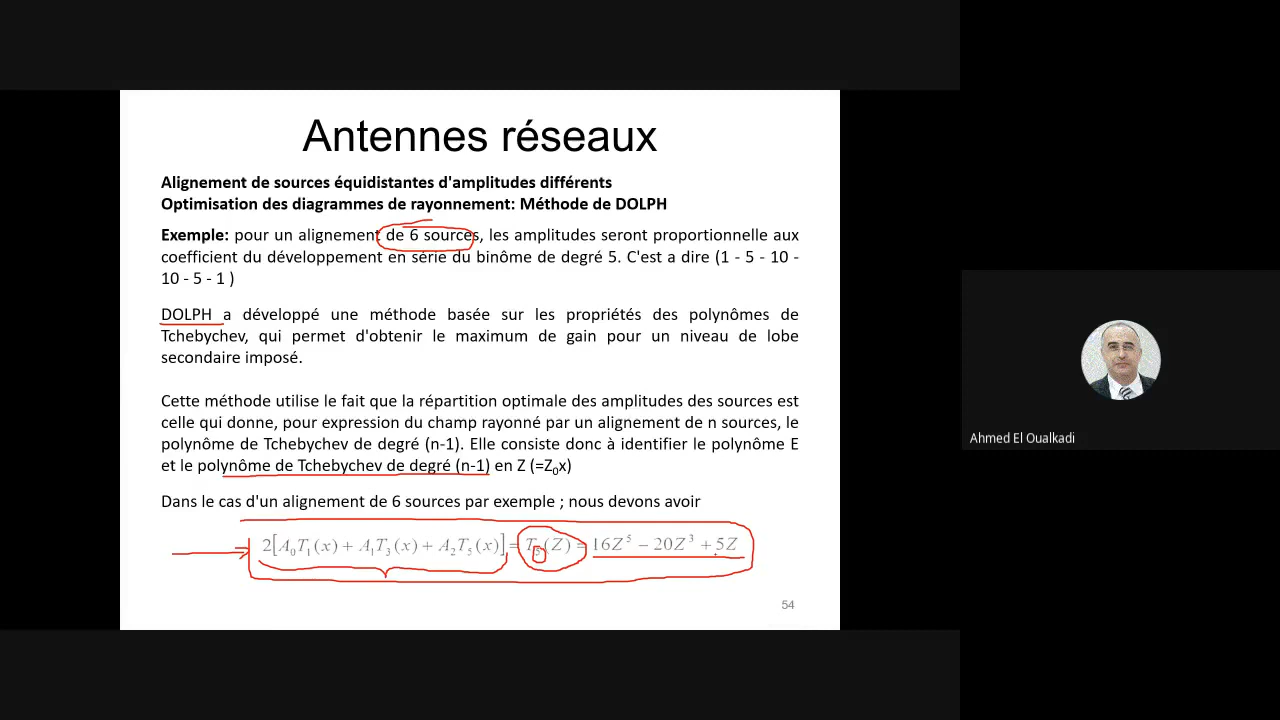 Antennes réseaux
Alignement de sources équidistantes d'amplitudes différents
Optimisation des diagrammes de rayonnement: Méthode de DOLPH
Exemple: pour un alignement de 6 sources, les amplitudes seront proportionnelle aux
coefficient du développement en série du binôme de degré 5. C'est a dire (1 - 5 - 10 -
10 - 5 - 1 )
DOLPH a développé une méthode basée sur les propriétés des polynômes de
Tchebychev, qui permet d'obtenir le maximum de gain pour un niveau de lobe
secondaire imposé.
Cette méthode utilise le fait que la répartition optimale des amplitudes des sources est
celle qui donne, pour expression du champ rayonné par un alignement de n sources, le
polynôme de Tchebychev de degré (n-1). Elle consiste donc à identifier le polynôme E
et le polynôme de Tchebychev de degré (n-1) en Z (=Z₀x)
Dans le cas d'un alignement de 6 sources par exemple ; nous devons avoir
2[A₀T₁(x) + A₁T₃(x) + A₂T₅(x)] = T₅(Z) = 16Z⁵ − 20Z³ + 5Z
54
Ahmed El Oualkadi